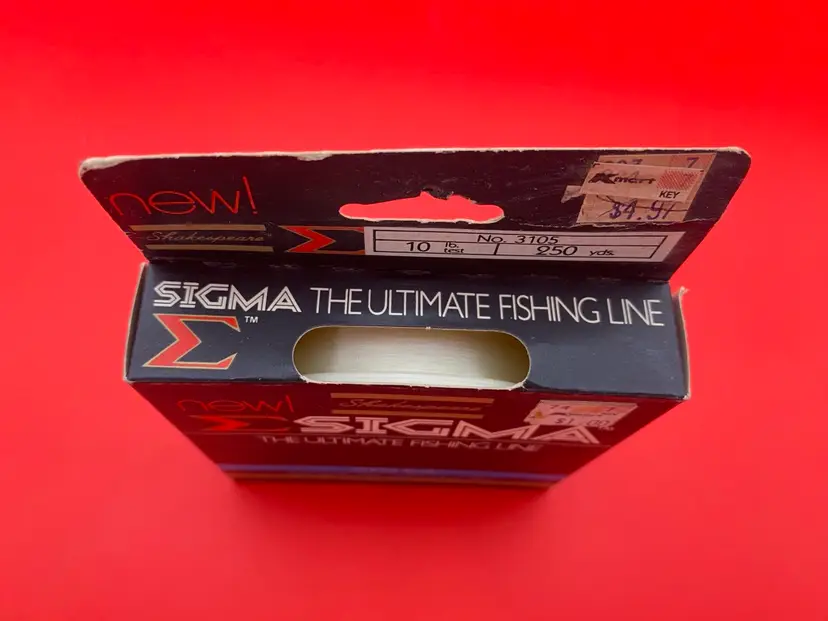 new!
Kmart
KEY
$4.97
Shakespeare
No. 3105
10 lb. test 250 yds.
SIGMA THE ULTIMATE FISHING LINE
Σ™
new!
Shakespeare
Σ SIGMA
THE ULTIMATE FISHING LINE